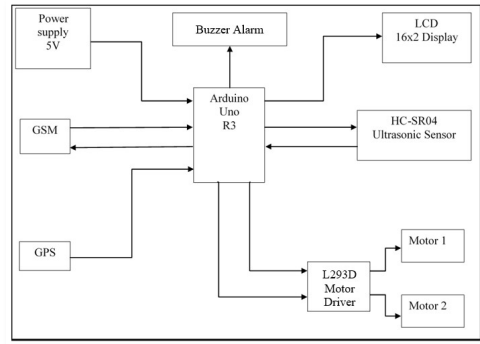 Power
supply
5V
Buzzer Alarm
LCD
16x2 Display
Arduino
Uno
R3
GSM
HC-SR04
Ultrasonic Sensor
GPS
L293D
Motor
Driver
Motor 1
Motor 2